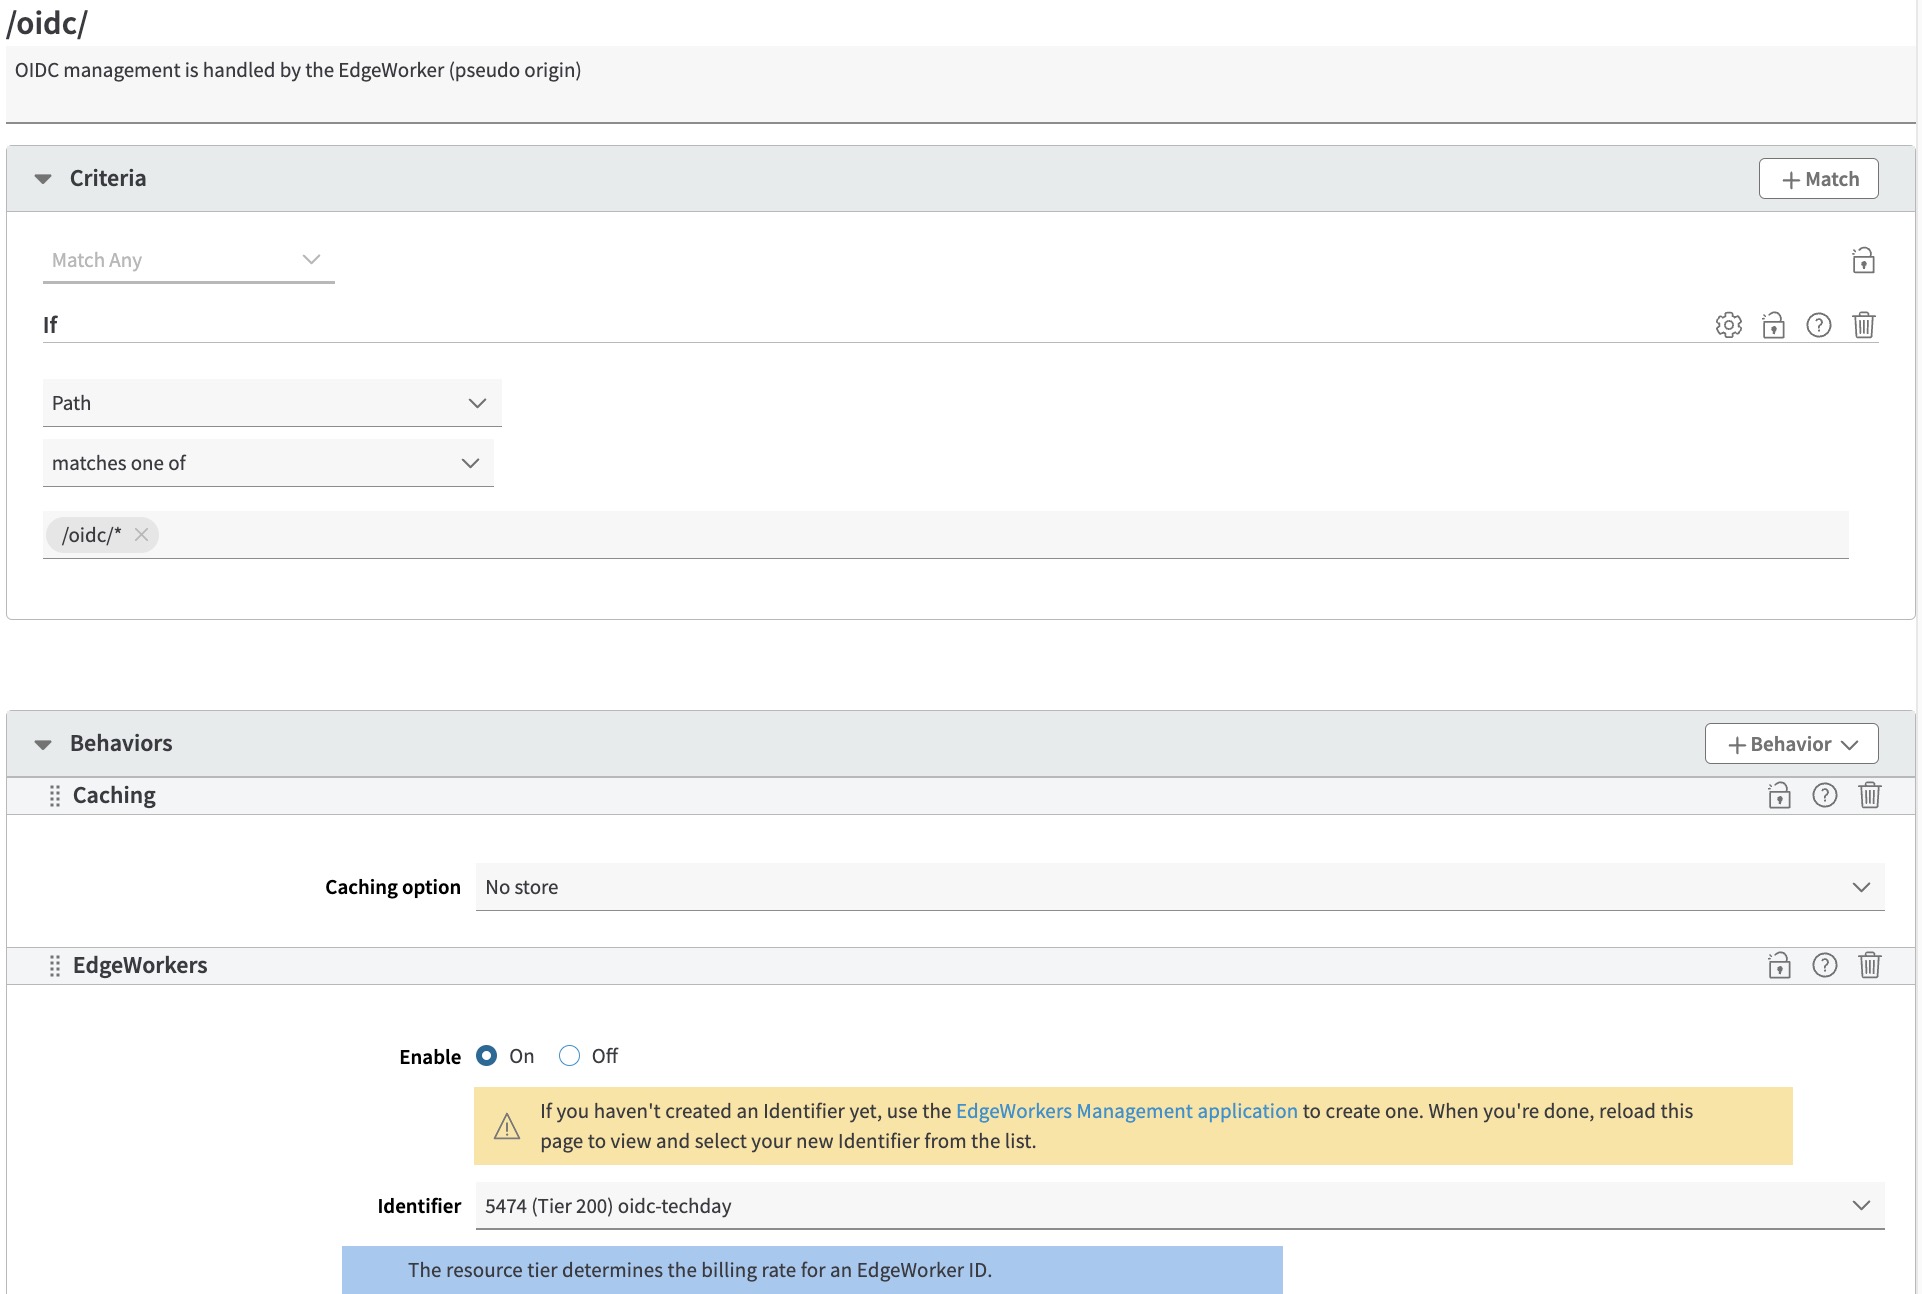 /oidc/
OIDC management is handled by the EdgeWorker (pseudo origin)
Criteria
Match
Match Any
If
Path
matches one of
/oidc/*
Behaviors
Behavior
Caching
Caching option
No store
EdgeWorkers
Enable
On
Off
If you haven't created an Identifier yet, use the EdgeWorkers Management application to create one. When you're done, reload this
page to view and select your new Identifier from the list.
Identifier
5474 (Tier 200) oidc-techday
The resource tier determines the billing rate for an EdgeWorker ID.